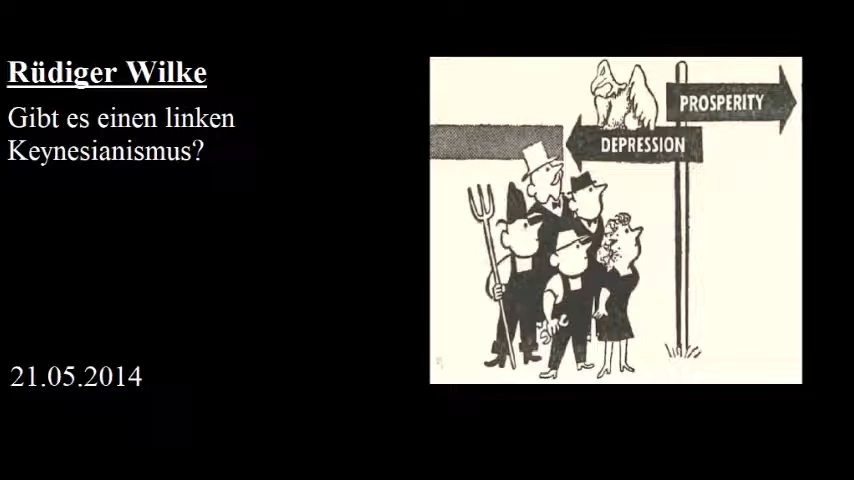 Rüdiger Wilke
Gibt es einen linken
Keynesianismus?
PROSPERITY
DEPRESSION
21.05.2014